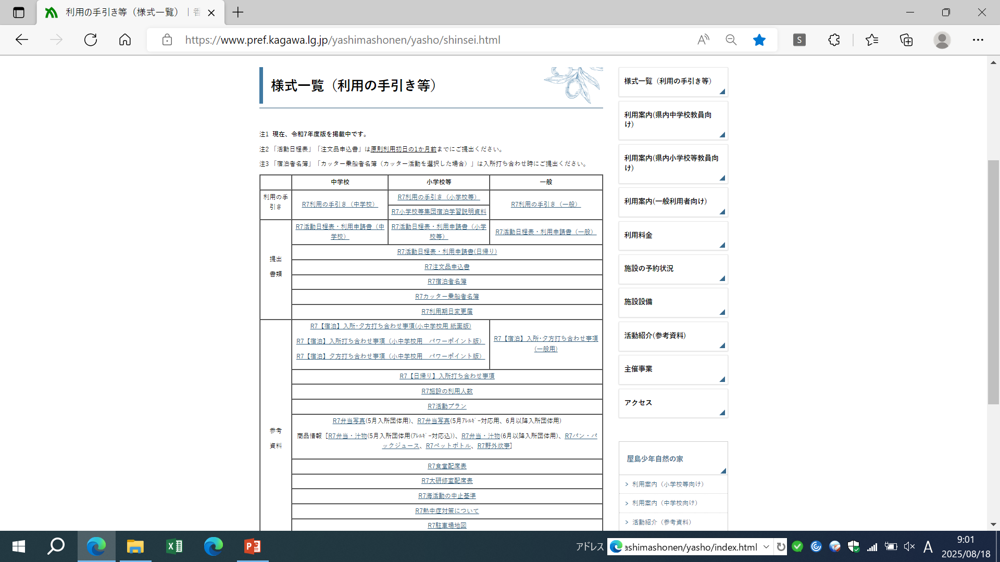 利用の手引き等（様式一覧）｜香
https://www.pref.kagawa.lg.jp/yashimashonen/yasho/shinsei.html
様式一覧（利用の手引き等）
注1 現在、令和7年度版を掲載中です。
注2 「活動日程表」「注文品申込書」は原則利用初日の1か月前までにご提出ください。
注3 「宿泊者名簿」「カッター乗船者名簿（カッター活動を選択した場合）」は入所打ち合わせ時にご提出ください。
中学校
小学校等
一般
利用の手
引き
R7利用の手引き（中学校）
R7利用の手引き（小学校等）
R7小学校等集団宿泊学習説明資料
R7利用の手引き（一般）
提出
書類
R7活動日程表・利用申請書（中
学校）
R7活動日程表・利用申請書（小学
校等）
R7活動日程表・利用申請書（一般）
R7活動日程表・利用申請書(日帰り)
R7注文品申込書
R7宿泊者名簿
R7カッター乗船者名簿
R7利用期日変更届
参考
資料
R7【宿泊】入所･夕方打ち合わせ事項(小中学校用 紙面版)
R7【宿泊】入所打ち合わせ事項（小中学校用　パワーポイント版）
R7【宿泊】夕方打ち合わせ事項（小中学校用　パワーポイント版）
R7【宿泊】入所･夕方打ち合わせ事項
(一般用)
R7【日帰り】入所打ち合わせ事項
R7施設の利用人数
R7活動プラン
R7弁当写真(5月入所団体用)、R7弁当写真(5月ｱﾚﾙｷﾞｰ対応用、6月以降入所団体用)
商品情報［R7弁当・汁物(5月入所団体用(ｱﾚﾙｷﾞｰ対応込))、R7弁当・汁物(6月以降入所団体用)、R7パン・パ
ックジュース、R7ペットボトル、R7野外炊事］
R7食堂配席表
R7大研修室配席表
R7海活動の中止基準
R7熱中症対策について
R7駐車場地図
様式一覧（利用の手引き等）
利用案内(県内中学校教員向
け)
利用案内(県内小学校等教員向
け)
利用案内(一般利用者向け)
利用料金
施設の予約状況
施設設備
活動紹介(参考資料)
主催事業
アクセス
屋島少年自然の家
利用案内（小学校等向け）
利用案内（中学校向け）
活動紹介（参考資料）
アドレス
ashimashonen/yasho/index.html
A
9:01
2025/08/18